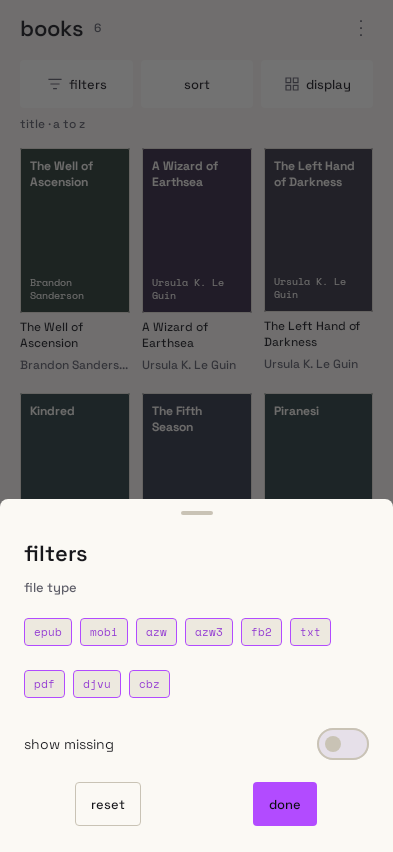 books 6
filters sort display
title · a to z
The Well of
Ascension
Brandon
Sanderson
A Wizard of
Earthsea
Ursula K. Le
Guin
The Left Hand
of Darkness
Ursula K. Le
Guin
The Well of
Ascension
Brandon Sanders...
A Wizard of
Earthsea
Ursula K. Le Guin
The Left Hand of
Darkness
Ursula K. Le Guin
Kindred
The Fifth
Season
Piranesi
filters
file type
epub mobi azw azw3 fb2 txt
pdf djvu cbz
show missing
reset done